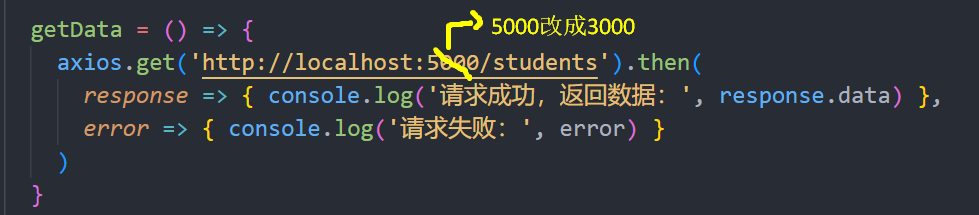 5000改成3000
getData = () => {
axios.get('http://localhost:5000/students').then(
response => { console.log('请求成功，返回数据：', response.data) },
error => { console.log('请求失败：', error) }
)
}